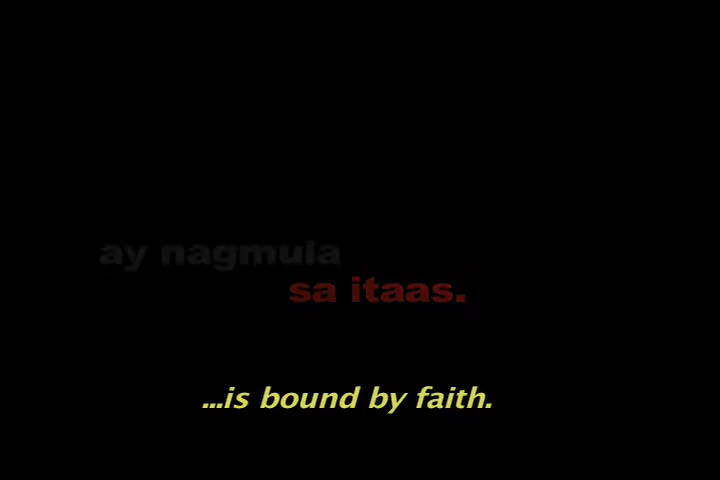 ay nagmula
sa itaas.
...is bound by faith.